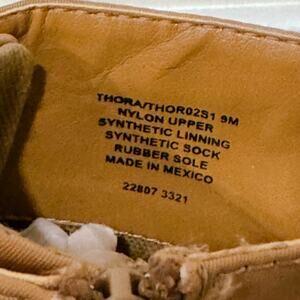 THORA/THOR02S1 9M
NYLON UPPER
SYNTHETIC LINNING
SYNTHETIC SOCK
RUBBER SOLE
MADE IN MEXICO
22807 3321